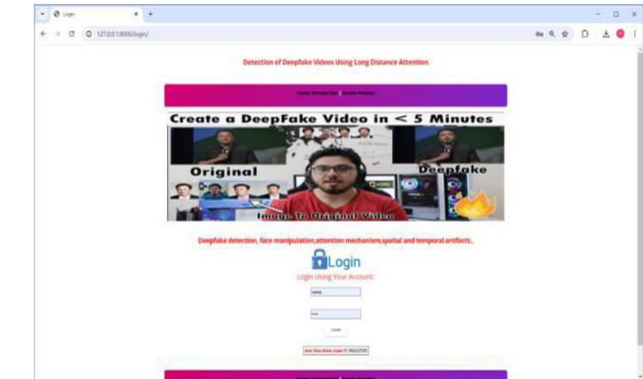 Login
127.0.0.1:8000/login/
Detection of Deepfake Videos Using Long Distance Attention
Create a DeepFake Video in < 5 Minutes
Original
Deepfake
Image To Original Video
Deepfake detection, face manipulation,attention mechanism,spatial and temporal artifacts.
Login
Login Using Your Account:
REGISTER